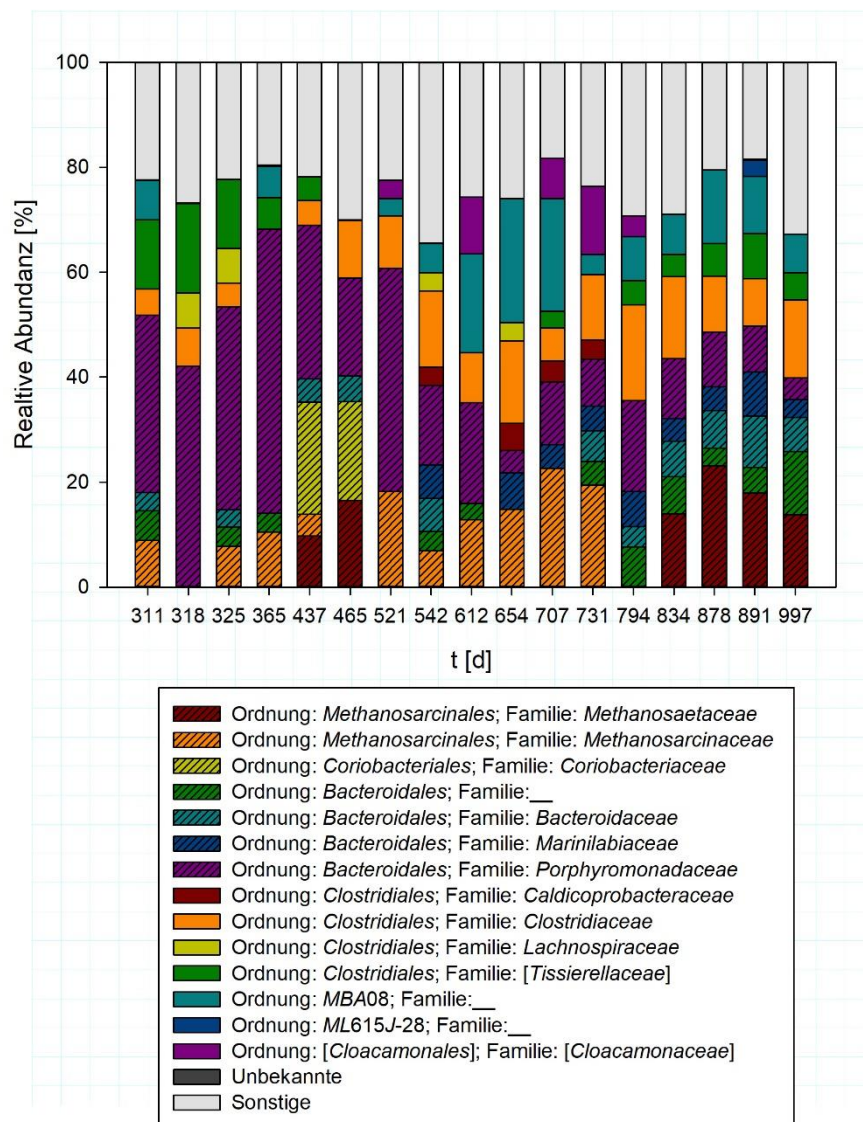 Realtive Abundanz [%]
100
80
60
40
20
0
311 318 325 365 437 465 521 542 612 654 707 731 794 834 878 891 997
t [d]
Ordnung: Methanosarcinales; Familie: Methanosaetaceae
Ordnung: Methanosarcinales; Familie: Methanosarcinaceae
Ordnung: Coriobacteriales; Familie: Coriobacteriaceae
Ordnung: Bacteroidales; Familie:__
Ordnung: Bacteroidales; Familie: Bacteroidaceae
Ordnung: Bacteroidales; Familie: Marinilabiaceae
Ordnung: Bacteroidales; Familie: Porphyromonadaceae
Ordnung: Clostridiales; Familie: Caldicoprobacteraceae
Ordnung: Clostridiales; Familie: Clostridiaceae
Ordnung: Clostridiales; Familie: Lachnospiraceae
Ordnung: Clostridiales; Familie: [Tissierellaceae]
Ordnung: MBA08; Familie:__
Ordnung: ML615J-28; Familie:__
Ordnung: [Cloacamonales]; Familie: [Cloacamonaceae]
Unbekannte
Sonstige